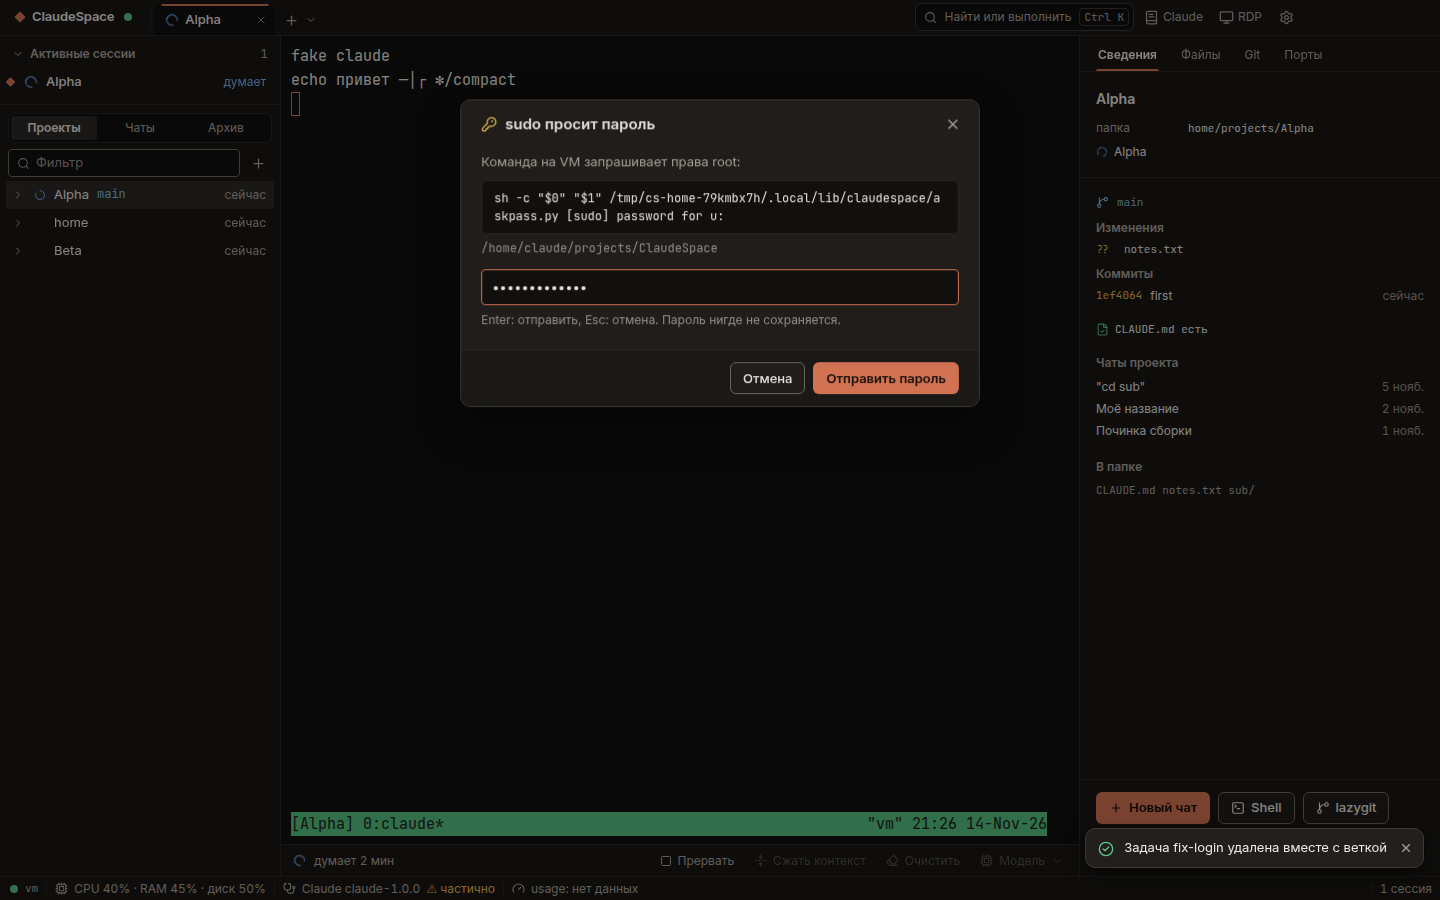 ClaudeSpace
Alpha
Найти или выполнить Ctrl K
Claude
RDP
Активные сессии 1
Alpha думает
Проекты Чаты Архив
Фильтр
Alpha main сейчас
home сейчас
Beta сейчас
fake claude
echo привет ─│┌ ✻/compact
sudo просит пароль
Команда на VM запрашивает права root:
sh -c "$0" "$1" /tmp/cs-home-79kmbx7h/.local/lib/claudespace/a
skpass.py [sudo] password for u:
/home/claude/projects/ClaudeSpace
•••••••••••••
Enter: отправить, Esc: отмена. Пароль нигде не сохраняется.
Отмена Отправить пароль
[Alpha] 0:claude* "vm" 21:26 14-Nov-26
думает 2 мин
Прервать Сжать контекст Очистить Модель
Сведения Файлы Git Порты
Alpha
папка home/projects/Alpha
Alpha
main
Изменения
?? notes.txt
Коммиты
1ef4064 first сейчас
CLAUDE.md есть
Чаты проекта
"cd sub" 5 нояб.
Моё название 2 нояб.
Починка сборки 1 нояб.
В папке
CLAUDE.md notes.txt sub/
Новый чат Shell lazygit
Задача fix-login удалена вместе с веткой
vm CPU 40% · RAM 45% · диск 50% Claude claude-1.0.0 ⚠ частично usage: нет данных 1 сессия